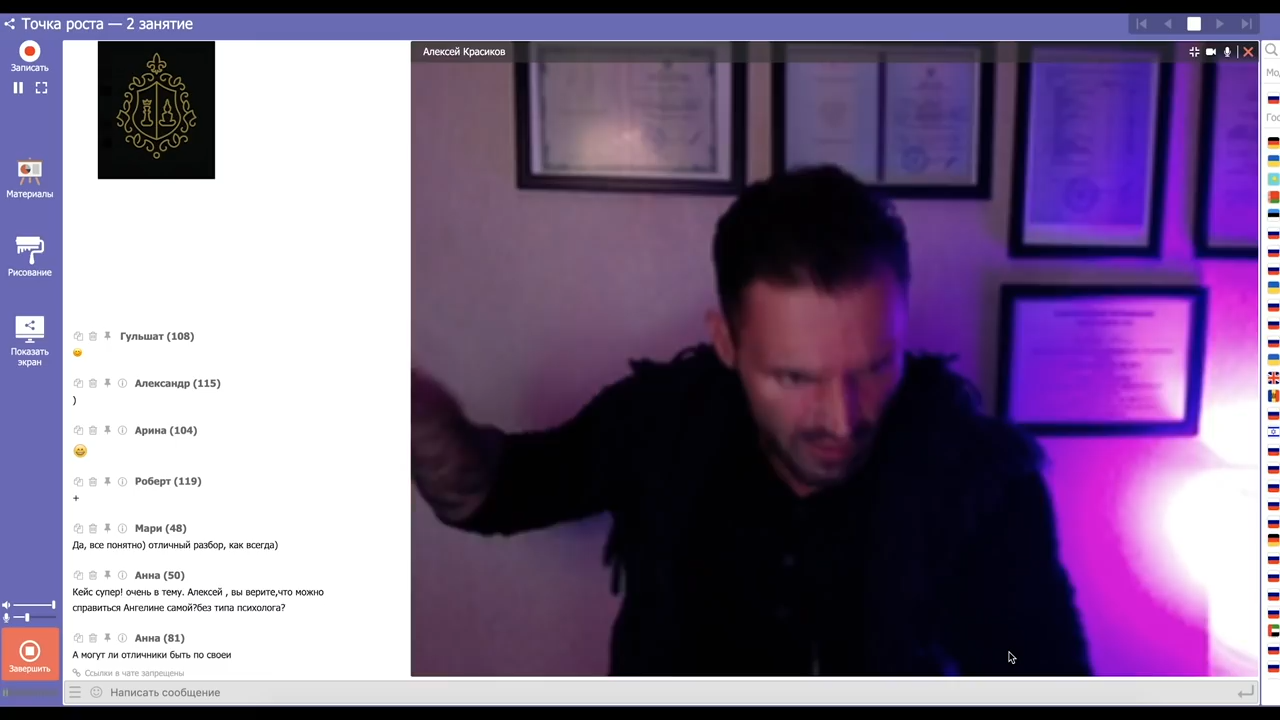 Точка роста — 2 занятие
Записать
Материалы
Рисование
Показать
экран
Завершить
Алексей Красиков
Гульшат (108)
Александр (115)
)
Арина (104)
Роберт (119)
+
Мари (48)
Да, все понятно) отличный разбор, как всегда)
Анна (50)
Кейс супер! очень в тему. Алексей , вы верите,что можно
справиться Ангелине самой?без типа психолога?
Анна (81)
А могут ли отличники быть по своеи
Ссылки в чате запрещены
Написать сообщение